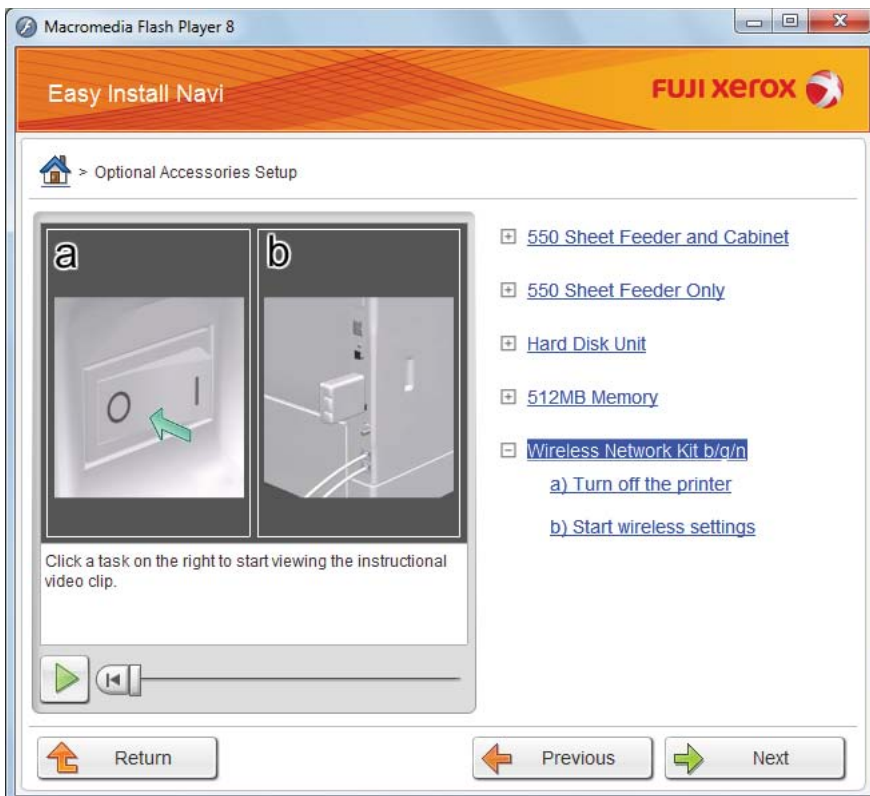 Macromedia Flash Player 8
Easy Install Navi
FUJI xerox
> Optional Accessories Setup
a
b
O
I
Click a task on the right to start viewing the instructional
video clip.
550 Sheet Feeder and Cabinet
550 Sheet Feeder Only
Hard Disk Unit
512MB Memory
Wireless Network Kit b/g/n
a) Turn off the printer
b) Start wireless settings
Return
Previous
Next